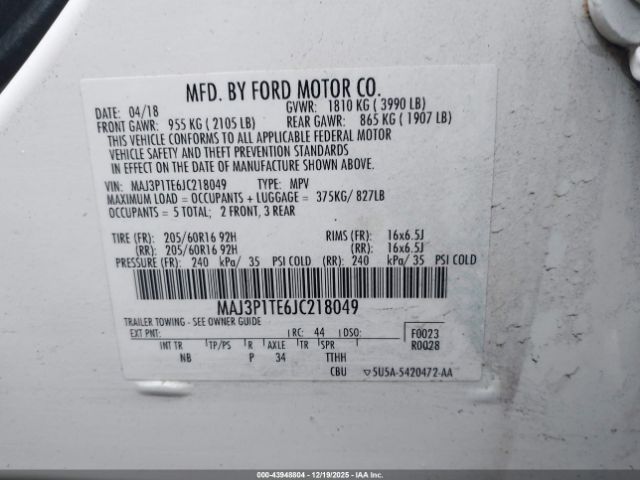 MFD. BY FORD MOTOR CO.
DATE: 04/18 GVWR: 1810 KG ( 3990 LB)
FRONT GAWR: 955 KG ( 2105 LB) REAR GAWR: 865 KG ( 1907 LB)
THIS VEHICLE CONFORMS TO ALL APPLICABLE FEDERAL MOTOR
VEHICLE SAFETY AND THEFT PREVENTION STANDARDS
IN EFFECT ON THE DATE OF MANUFACTURE SHOWN ABOVE.
VIN: MAJ3P1TE6JC218049 TYPE: MPV
MAXIMUM LOAD = OCCUPANTS + LUGGAGE = 375KG/ 827LB
OCCUPANTS = 5 TOTAL; 2 FRONT, 3 REAR
TIRE (FR): 205/60R16 92H RIMS (FR): 16x6.5J
(RR): 205/60R16 92H (RR): 16x6.5J
PRESSURE (FR): 240 kPa/ 35 PSI COLD (RR): 240 kPa/ 35 PSI COLD
MAJ3P1TE6JC218049
TRAILER TOWING - SEE OWNER GUIDE
EXT PNT: RC: 44 DSO: F0023
INT TR TP/PS R AXLE TR SPR R0028
NB P 34 TTHH
CBU 5U5A-5420472-AA
000-43948804 | 12/19/2025 | IAA Inc.